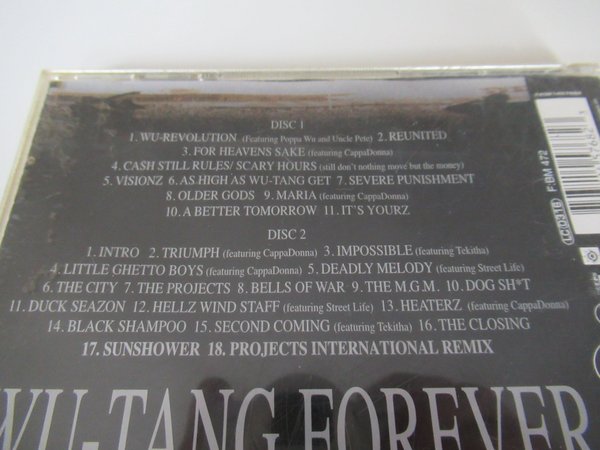 DISC 1
1. WU-REVOLUTION (Featuring Poppa Wu and Uncle Pete) 2. REUNITED
3. FOR HEAVENS SAKE (featuring CappaDonna)
4. CA$H STILL RULES/ SCARY HOURS (still don't nothing move but the money)
5. VISIONZ 6. AS HIGH AS WU-TANG GET 7. SEVERE PUNISHMENT
8. OLDER GODS 9. MARIA (featuring CappaDonna)
10. A BETTER TOMORROW 11. IT'S YOURZ
DISC 2
1. INTRO 2. TRIUMPH (featuring CappaDonna) 3. IMPOSSIBLE (featuring Tekitha)
4. LITTLE GHETTO BOYS (featuring CappaDonna) 5. DEADLY MELODY (featuring Street Life)
6. THE CITY 7. THE PROJECTS 8. BELLS OF WAR 9. THE M.G.M. 10. DOG SH*T
11. DUCK SEAZON 12. HELLZ WIND STAFF (featuring Street Life) 13. HEATERZ (featuring CappaDonna)
14. BLACK SHAMPOO 15. SECOND COMING (featuring Tekitha) 16. THE CLOSING
17. SUNSHOWER 18. PROJECTS INTERNATIONAL REMIX
WU-TANG FOREVER
F: BM 472
LC 0316